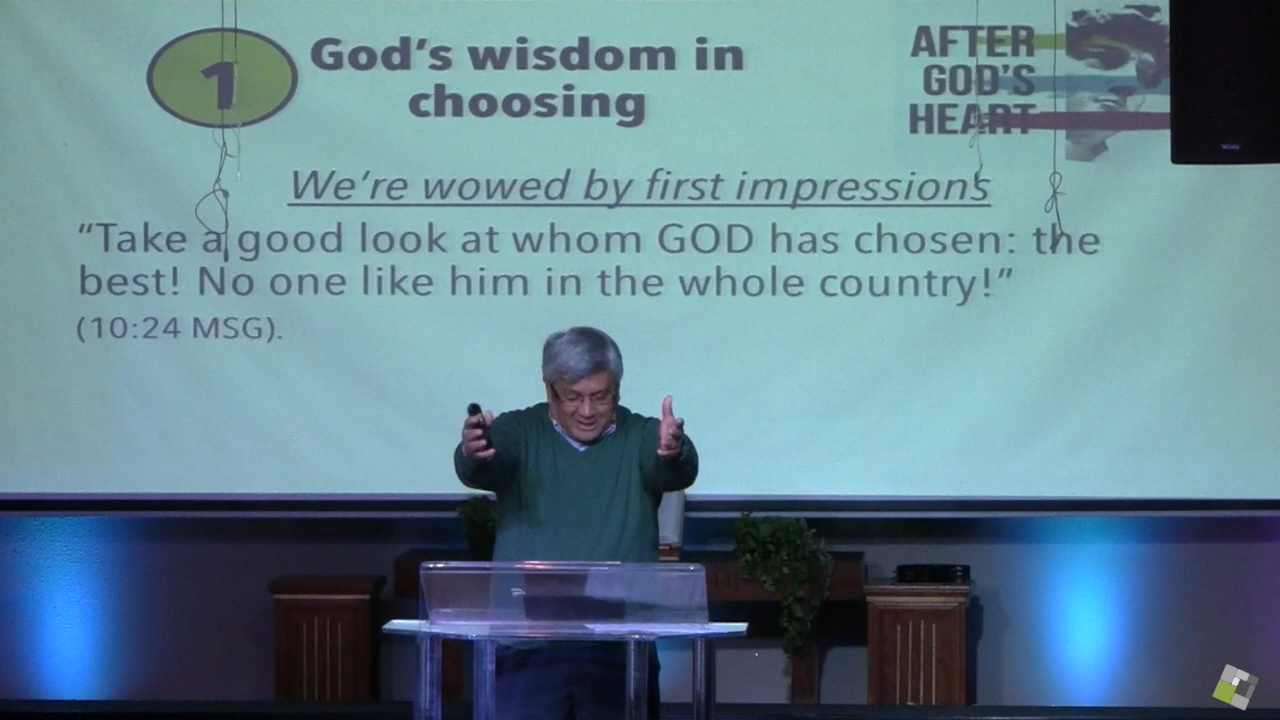 1
God's wisdom in
choosing
AFTER
GOD'S
HEART
We're wowed by first impressions
“Take a good look at whom GOD has chosen: the
best! No one like him in the whole country!”
(10:24 MSG).